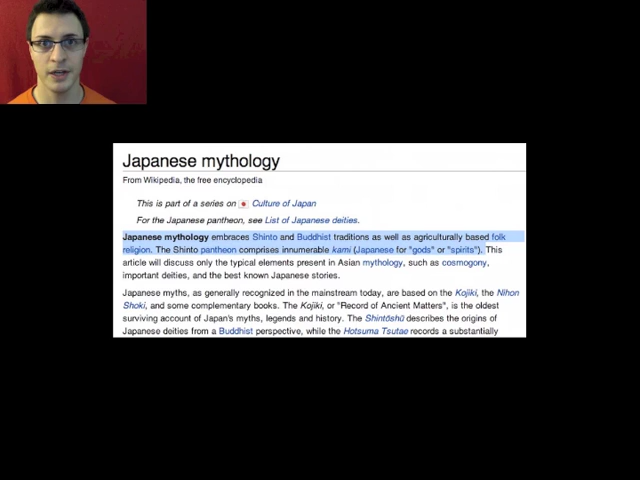 Japanese mythology
From Wikipedia, the free encyclopedia
This is part of a series on Culture of Japan
For the Japanese pantheon, see List of Japanese deities.
Japanese mythology embraces Shinto and Buddhist traditions as well as agriculturally based folk
religion. The Shinto pantheon comprises innumerable kami (Japanese for "gods" or "spirits"). This
article will discuss only the typical elements present in Asian mythology, such as cosmogony,
important deities, and the best known Japanese stories.
Japanese myths, as generally recognized in the mainstream today, are based on the Kojiki, the Nihon
Shoki, and some complementary books. The Kojiki, or "Record of Ancient Matters", is the oldest
surviving account of Japan's myths, legends and history. The Shintōshū describes the origins of
Japanese deities from a Buddhist perspective, while the Hotsuma Tsutae records a substantially